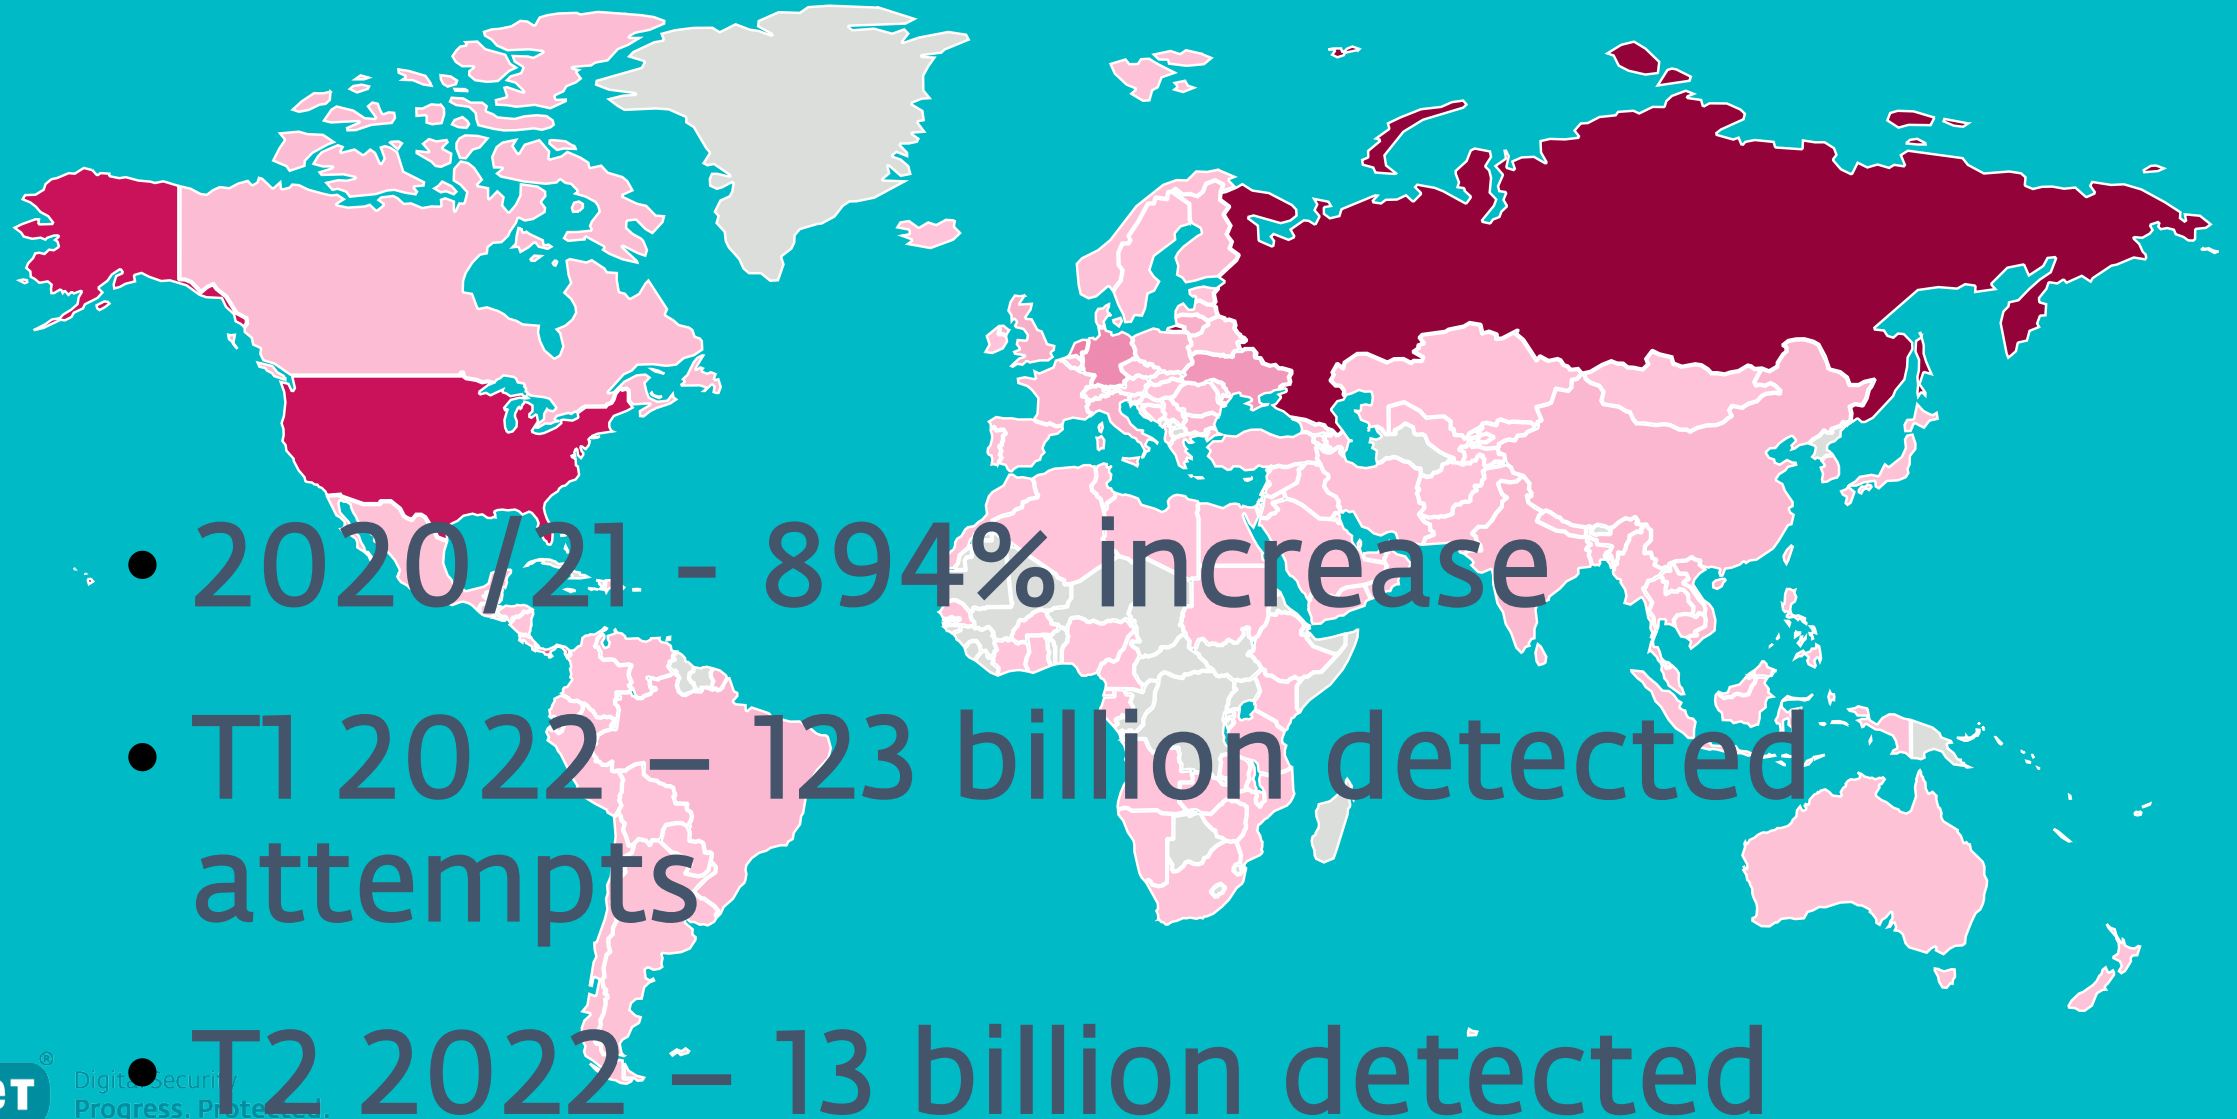 • 2020/21 - 894% increase
• T1 2022 – 123 billion detected
attempts
• T2 2022 – 13 billion detected
eT ®
Digital Security
Progress. Protected.